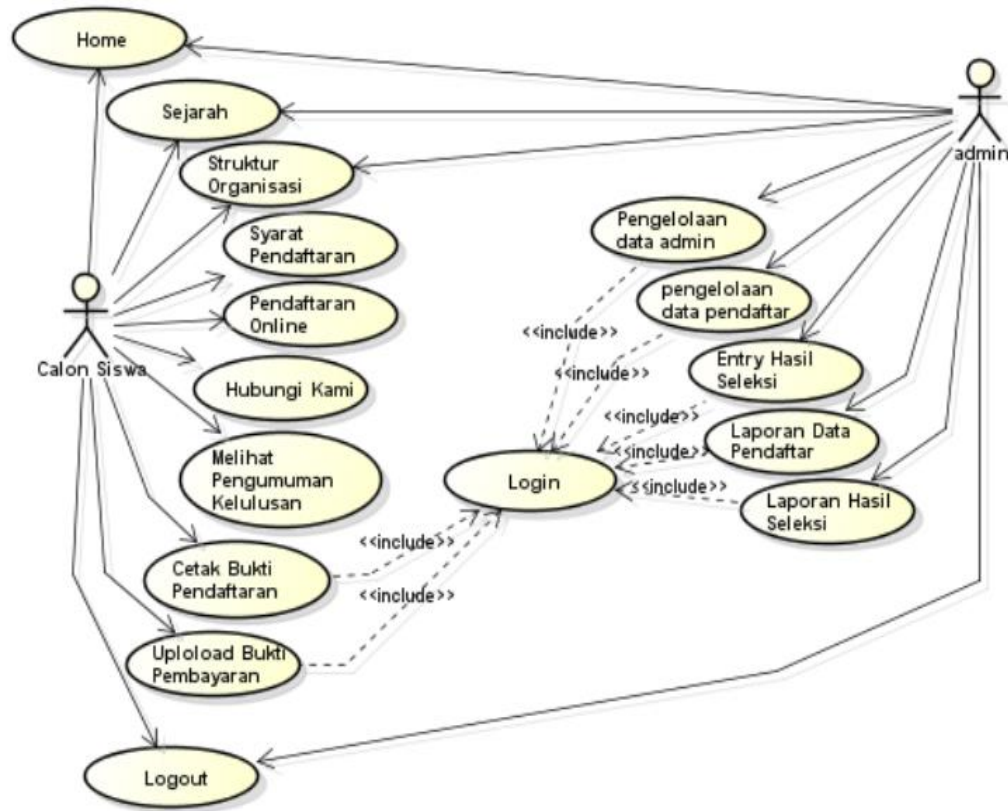 Home
Sejarah
Struktur
Organisasi
Syarat
Pendaftaran
Pendaftaran
Online
Hubungi Kami
Melihat
Pengumuman
Kelulusan
Cetak Bukti
Pendaftaran
Uploload Bukti
Pembayaran
Logout
Calon Siswa
admin
Pengelolaan
data admin
pengelolaan
data pendaftar
Entry Hasil
Seleksi
Laporan Data
Pendaftar
Laporan Hasil
Seleksi
Login
<<include>>
<<include>>
<<include>>
<<include>>
<<include>>
<<include>>
<<include>>